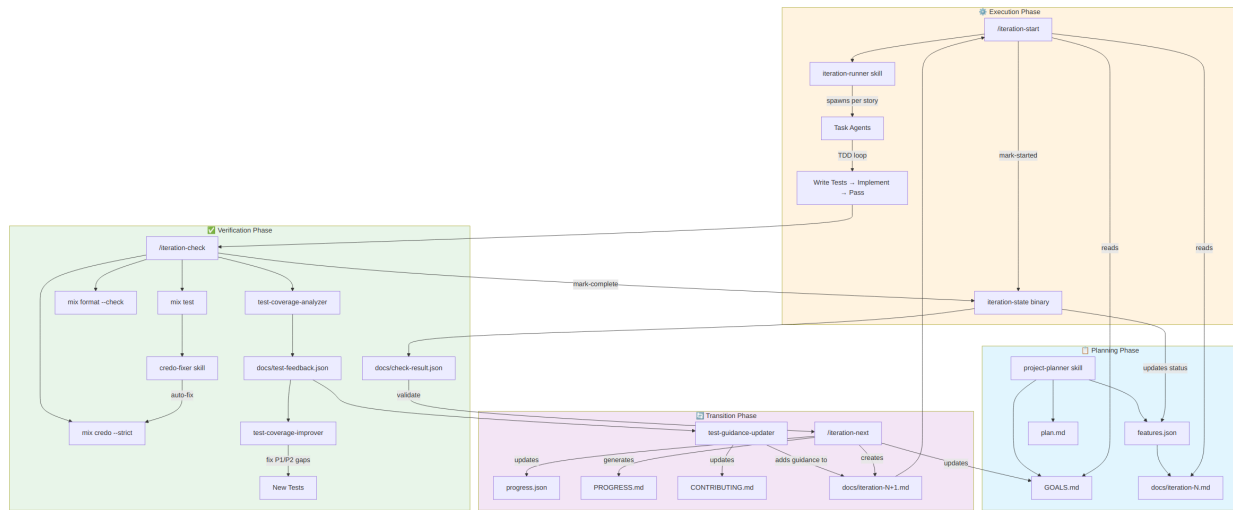 ⚙️ Execution Phase
/iteration-start
iteration-runner skill
spawns per story
Task Agents
TDD loop
mark-started
Write Tests → Implement
→ Pass
reads
reads
iteration-state binary
✅ Verification Phase
/iteration-check
mix format --check
mix test
test-coverage-analyzer
mark-complete
credo-fixer skill
docs/test-feedback.json
docs/check-result.json
auto-fix
validate
mix credo --strict
test-coverage-improver
fix P1/P2 gaps
New Tests
📋 Planning Phase
project-planner skill
updates status
plan.md
features.json
GOALS.md
docs/iteration-N.md
🔄 Transition Phase
test-guidance-updater
/iteration-next
updates
generates
updates
adds guidance to
creates
updates
progress.json
PROGRESS.md
CONTRIBUTING.md
docs/iteration-N+1.md